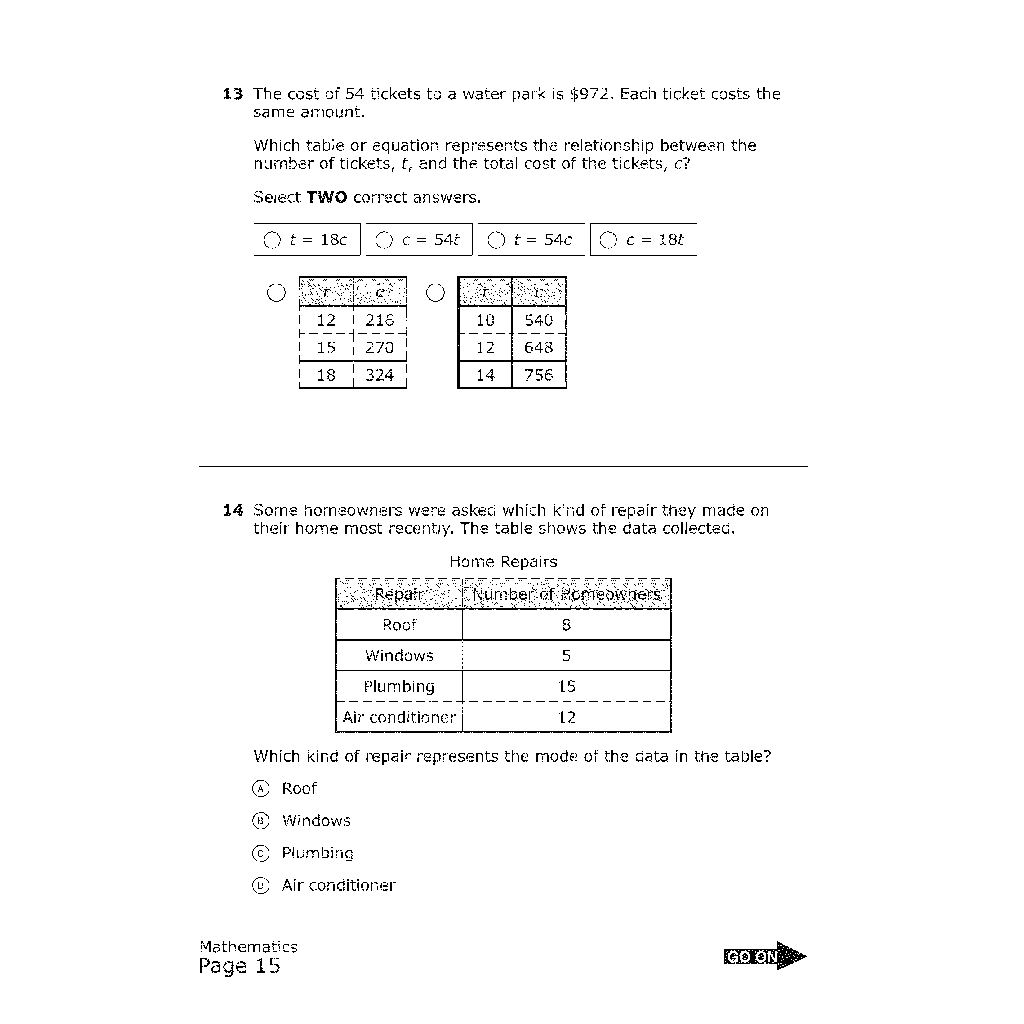 13 The cost of 54 tickets to a water park is $972. Each ticket costs the
same amount.
Which table or equation represents the relationship between the
number of tickets, t, and the total cost of the tickets, c?
Select TWO correct answers.
t = 18c c = 54t t = 54c c = 18t
t c t c
12 216 10 540
15 270 12 648
18 324 14 756
14 Some homeowners were asked which kind of repair they made on
their home most recently. The table shows the data collected.
Home Repairs
Repair Number of Homeowners
Roof 8
Windows 5
Plumbing 15
Air conditioner 12
Which kind of repair represents the mode of the data in the table?
A Roof
B Windows
C Plumbing
D Air conditioner
Mathematics
Page 15
GO ON